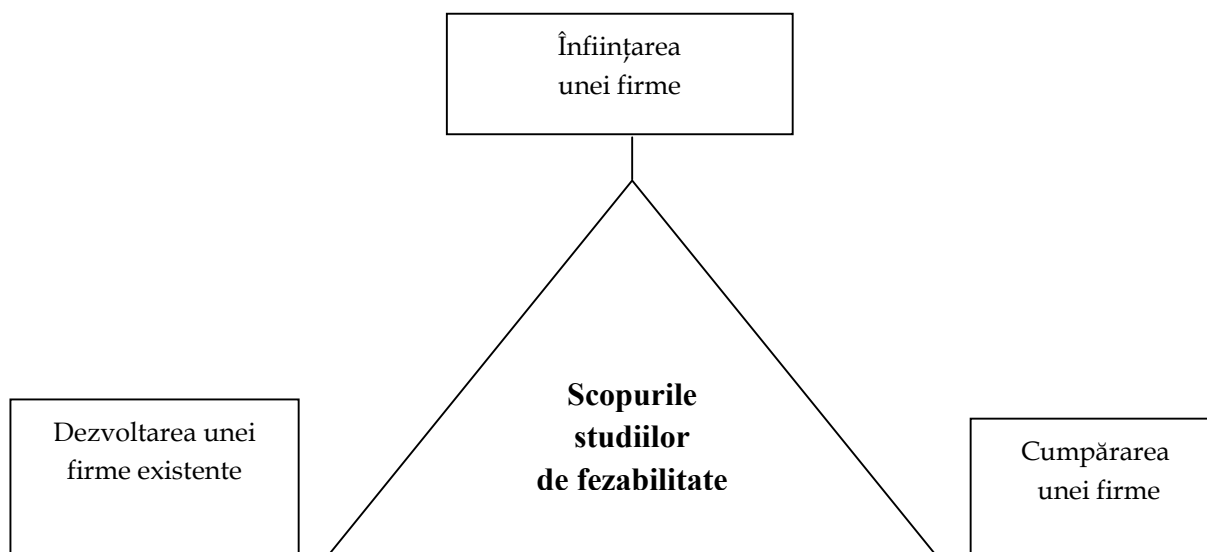 Înființarea
unei firme
Scopurile
studiilor
de fezabilitate
Dezvoltarea unei
firme existente
Cumpărarea
unei firme